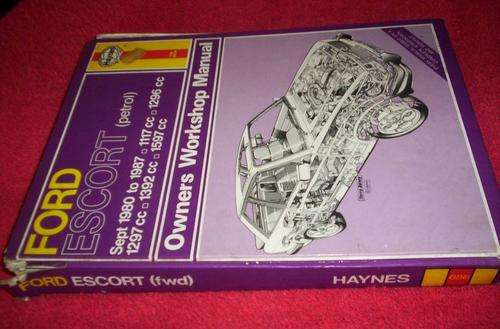 FORD
ESCORT (petrol)
Sept 1980 to 1987 □ 1117 cc □ 1296 cc
1297 cc □ 1392 cc □ 1597 cc
Owners Workshop Manual
FORD ESCORT (fwd)
HAYNES